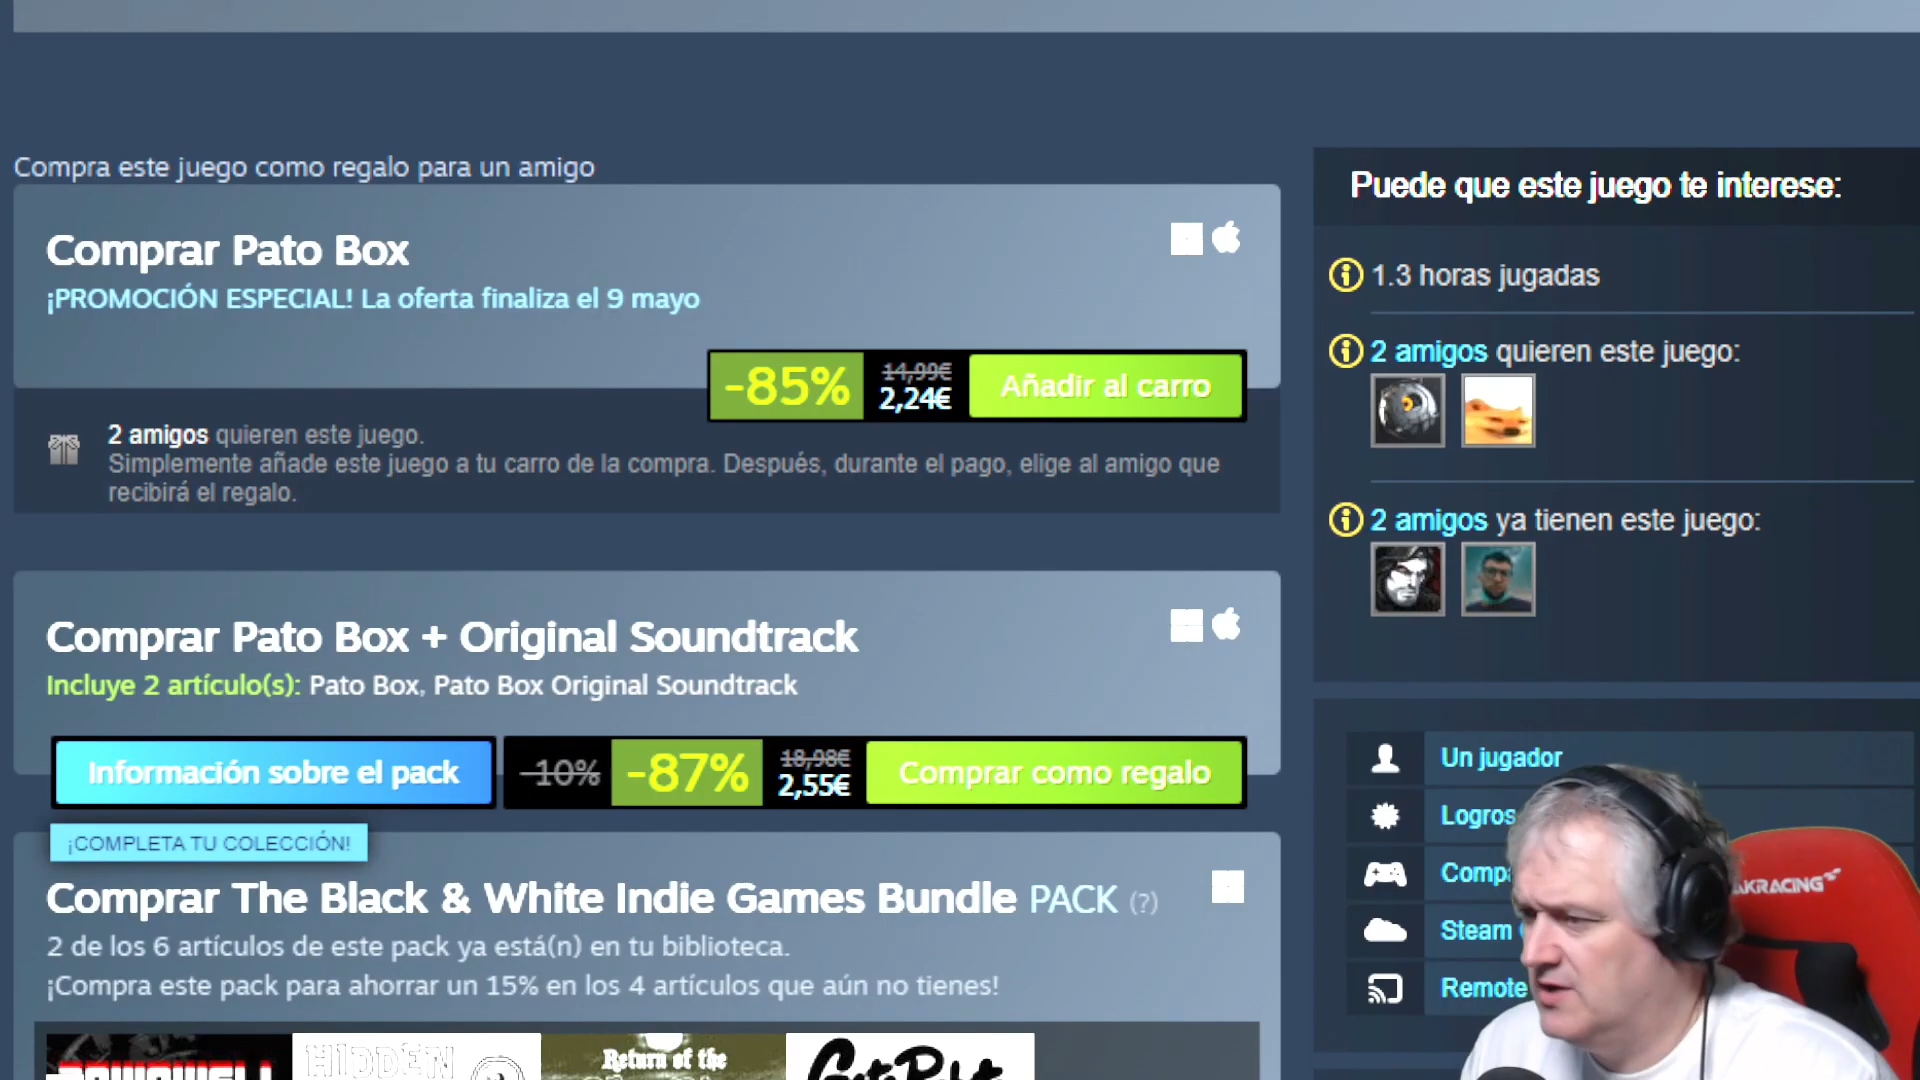 Compra este juego como regalo para un amigo
Comprar Pato Box
¡PROMOCIÓN ESPECIAL! La oferta finaliza el 9 mayo
-85%
14,99€
2,24€
Añadir al carro
2 amigos quieren este juego.
Simplemente añade este juego a tu carro de la compra. Después, durante el pago, elige al amigo que
recibirá el regalo.
Comprar Pato Box + Original Soundtrack
Incluye 2 artículo(s): Pato Box, Pato Box Original Soundtrack
Información sobre el pack
-10%
-87%
18,98€
2,55€
Comprar como regalo
¡COMPLETA TU COLECCIÓN!
Comprar The Black & White Indie Games Bundle PACK (?)
2 de los 6 artículos de este pack ya está(n) en tu biblioteca.
¡Compra este pack para ahorrar un 15% en los 4 artículos que aún no tienes!
HIDDEN
Return of the
Puede que este juego te interese:
1.3 horas jugadas
2 amigos quieren este juego:
2 amigos ya tienen este juego:
Un jugador
Logros
Steam
Remote
AKRACING